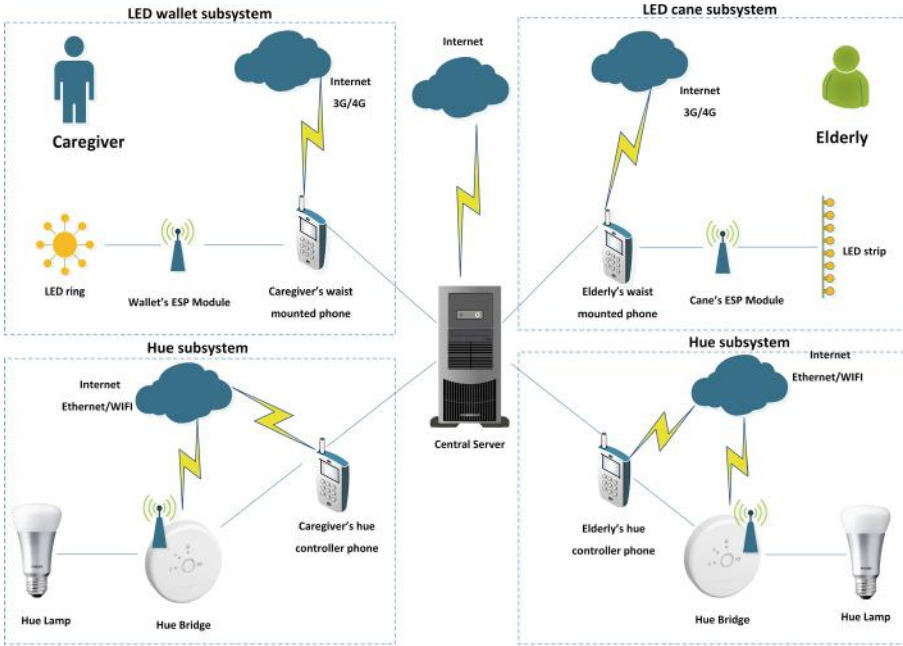 LED wallet subsystem
Caregiver
Internet
3G/4G
LED ring
Wallet's ESP Module
Caregiver's waist
mounted phone
Internet
Central Server
LED cane subsystem
Internet
3G/4G
Elderly
Elderly's waist
mounted phone
Cane's ESP Module
LED strip
Hue subsystem
Internet
Ethernet/WIFI
Caregiver's hue
controller phone
Hue Lamp
Hue Bridge
Hue subsystem
Internet
Ethernet/WIFI
Elderly's hue
controller phone
Hue Bridge
Hue Lamp